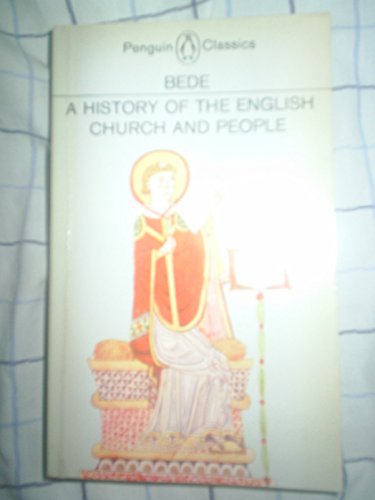 Penguin Classics
BEDE
A HISTORY OF THE ENGLISH
CHURCH AND PEOPLE